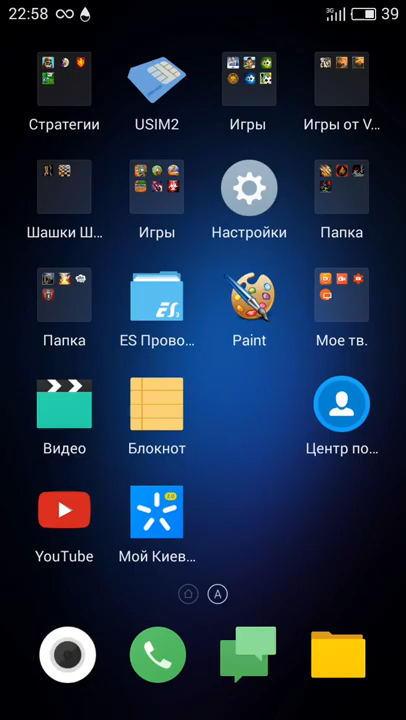 22:58 3G 39
Стратегии USIM2 Игры Игры от V...
Шашки Ш... Игры Настройки Папка
Папка ES Прово... Paint Мое тв.
Видео Блокнот Центр по...
YouTube Мой Киев...
A